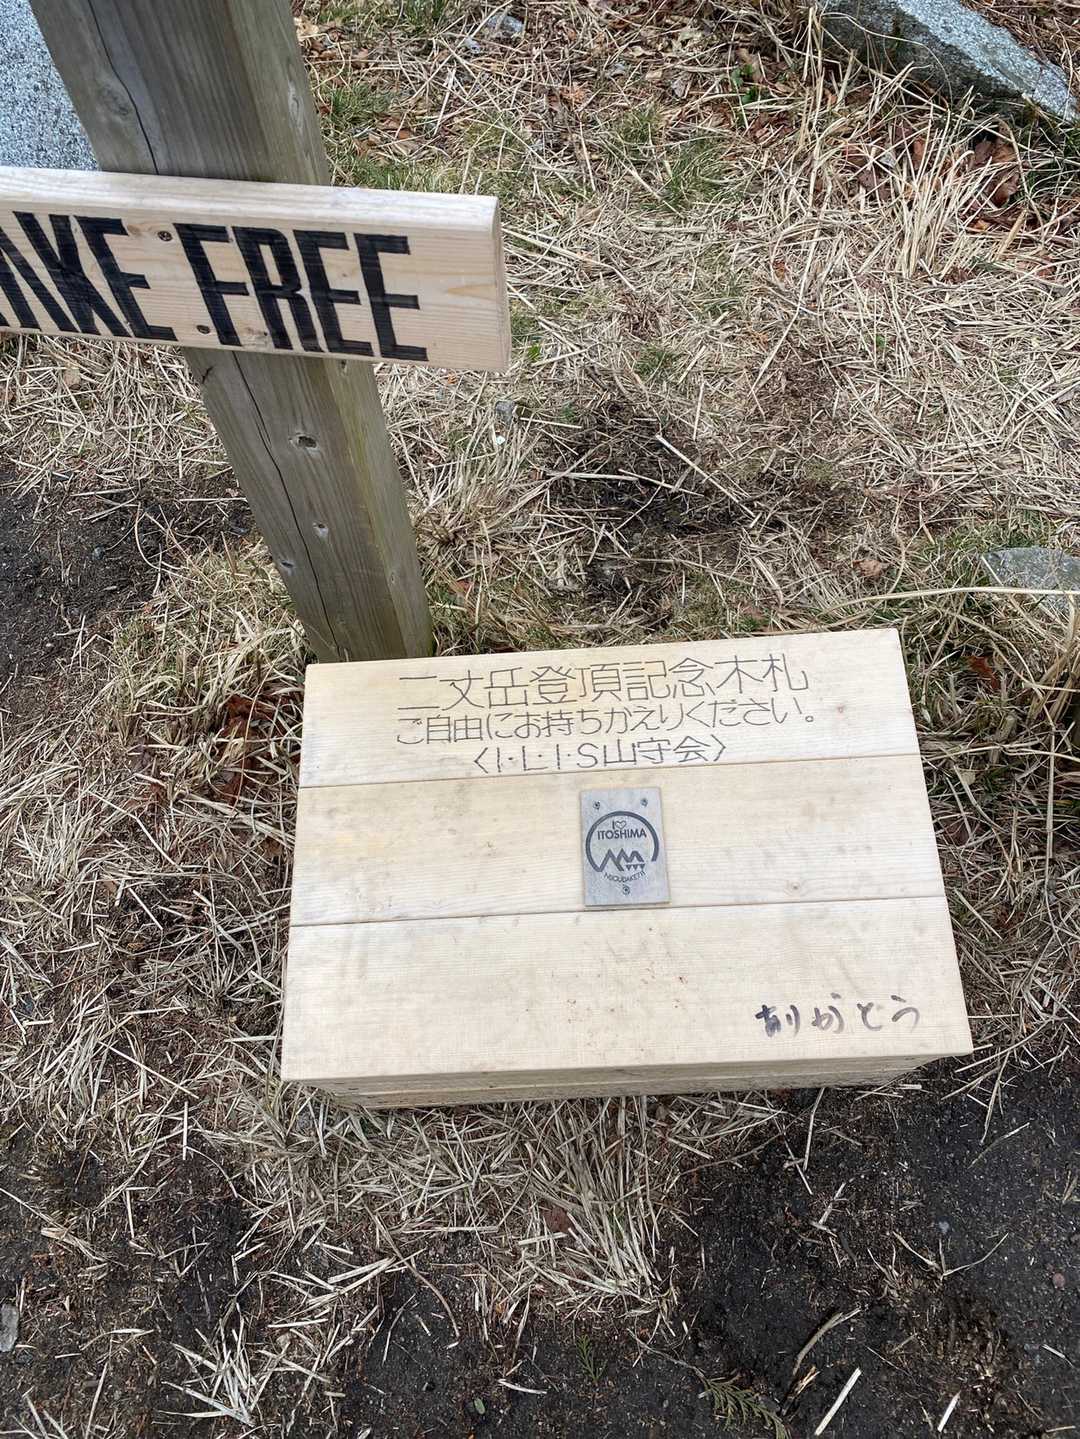 TAKE FREE
二丈岳登頂記念木札
ご自由にお持ちかえりください。
〈I・L・I・S山守会〉
I♡
ITOSHIMA
ありがとう